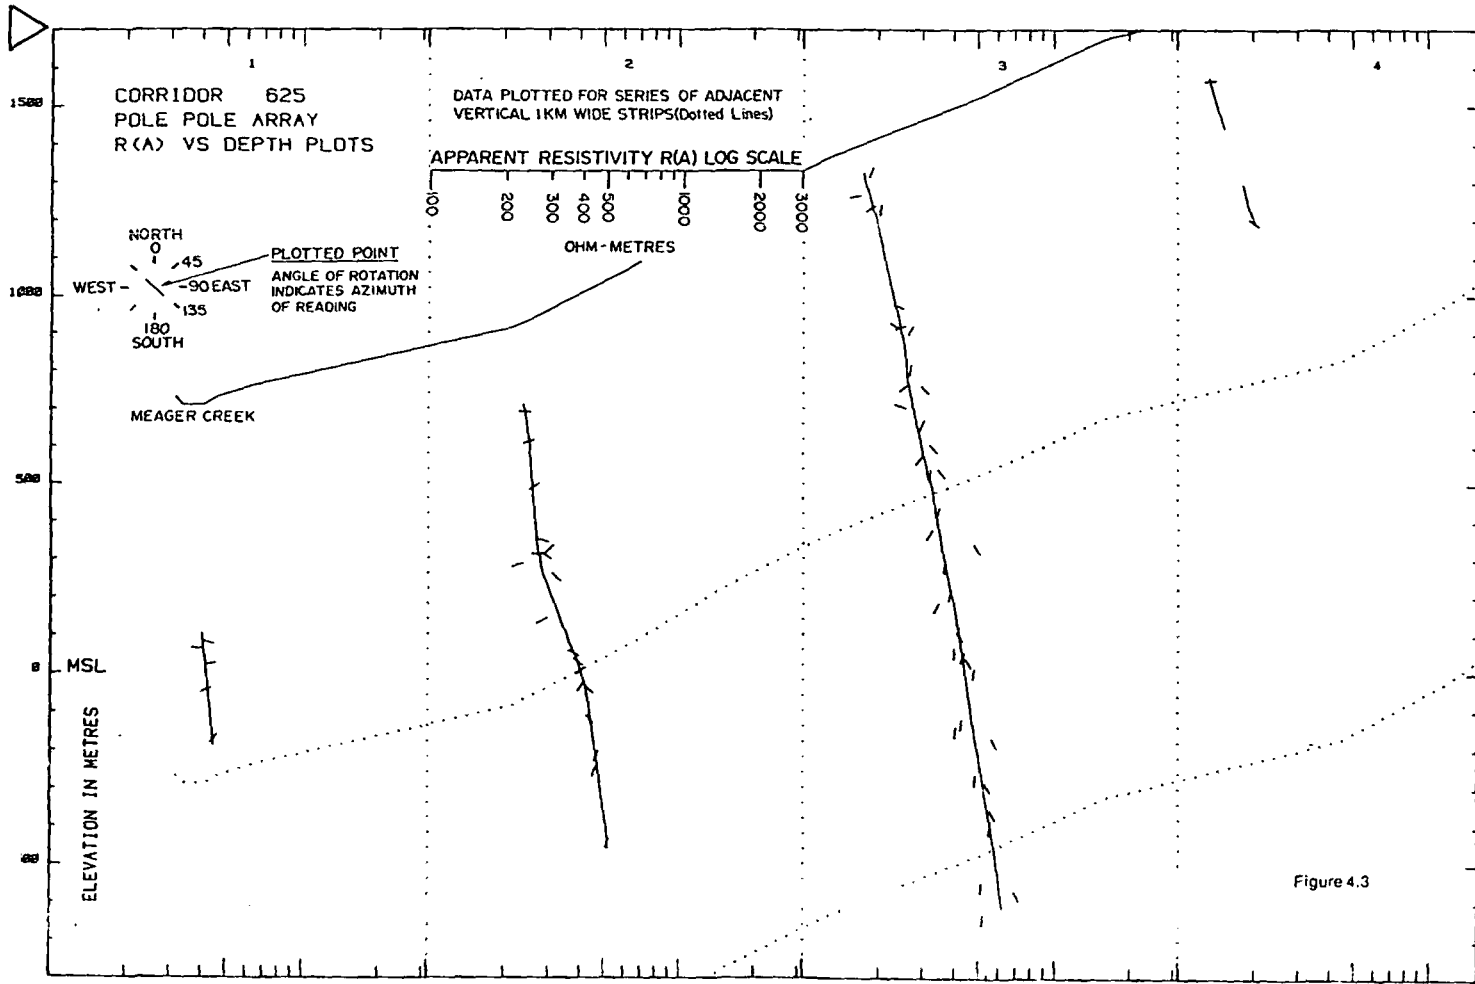 1 2 3 4
CORRIDOR 625
POLE POLE ARRAY
R(A) VS DEPTH PLOTS
DATA PLOTTED FOR SERIES OF ADJACENT
VERTICAL 1KM WIDE STRIPS(Dotted Lines)
APPARENT RESISTIVITY R(A) LOG SCALE
100 200 300 400 500 1000 2000 3000
OHM-METRES
NORTH
0
45
WEST
90 EAST
135
180
SOUTH
PLOTTED POINT
ANGLE OF ROTATION
INDICATES AZIMUTH
OF READING
MEAGER CREEK
1500
1000
500
0
MSL
ELEVATION IN METRES
Figure 4.3